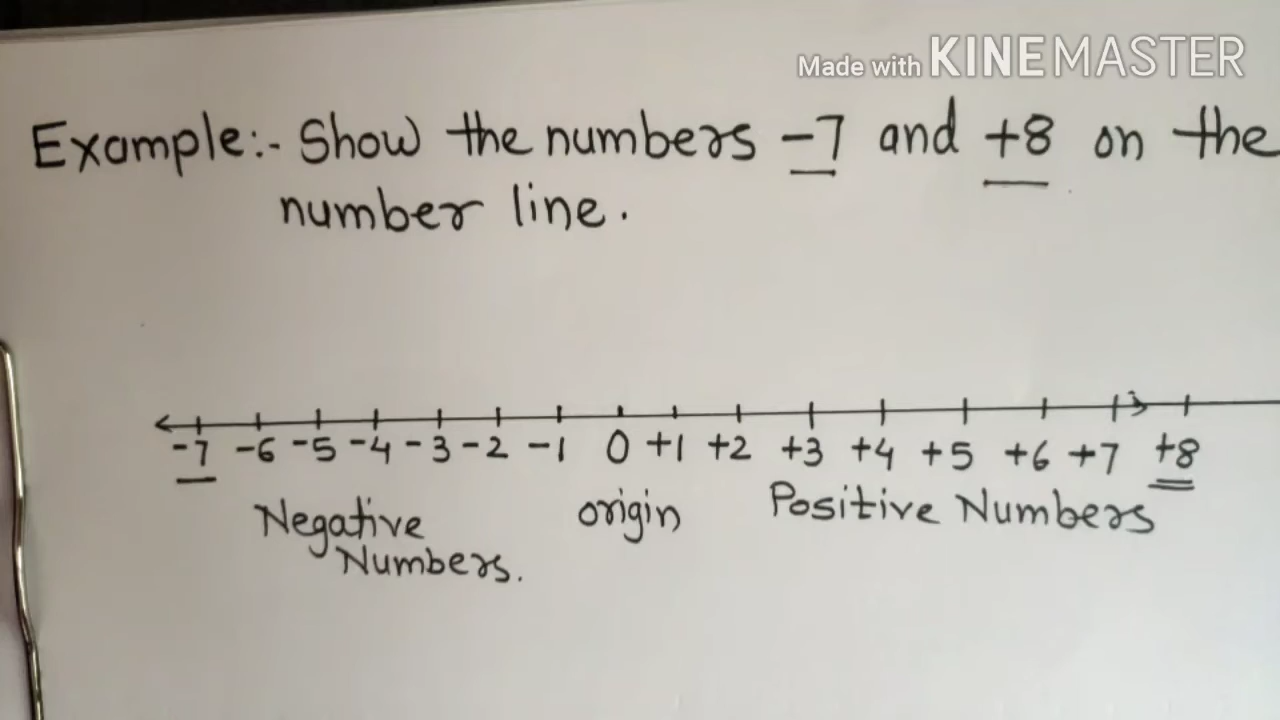 Made with KINEMASTER
Example:- Show the numbers -7 and +8 on the
number line.
-7 -6 -5 -4 -3 -2 -1 0 +1 +2 +3 +4 +5 +6 +7 +8
Negative
Numbers.
origin
Positive Numbers